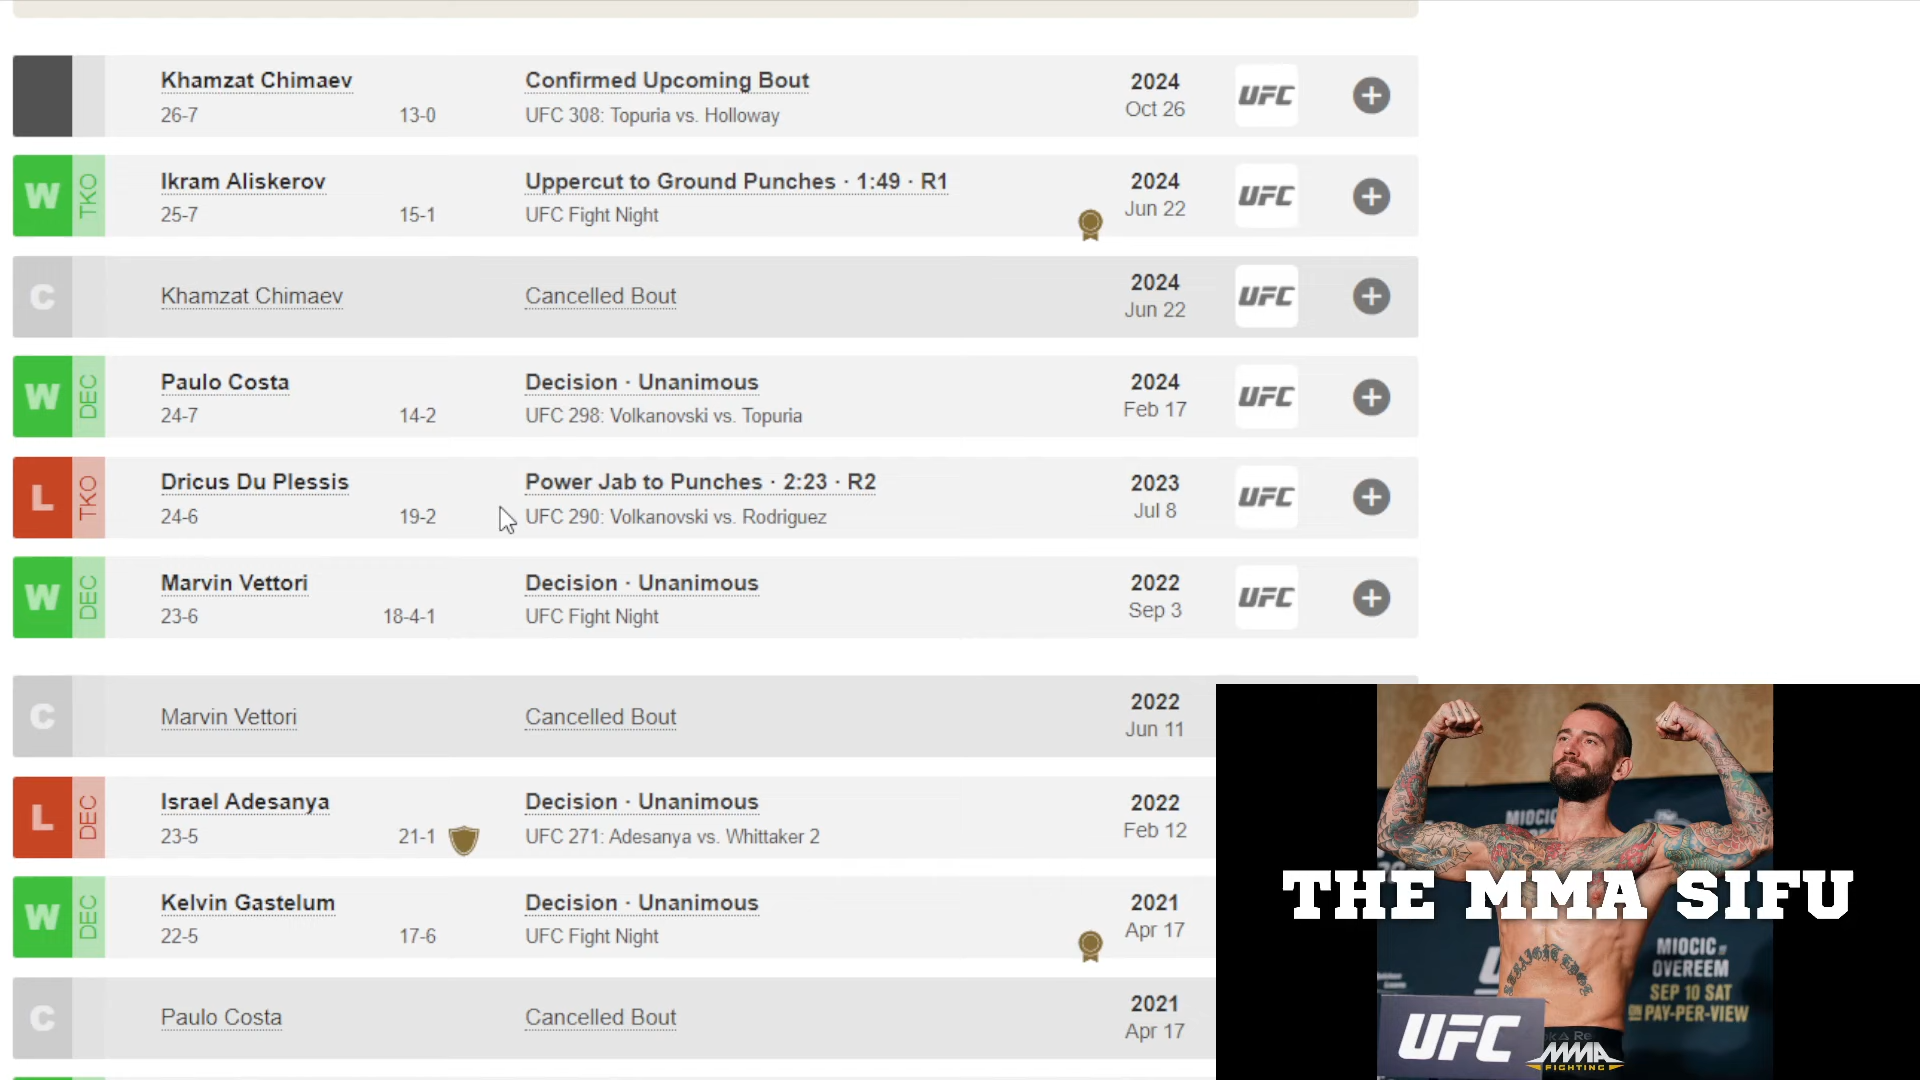 Khamzat Chimaev
Confirmed Upcoming Bout
2024
26-7
13-0
UFC 308: Topuria vs. Holloway
Oct 26
UFC
W
TKO
Ikram Aliskerov
Uppercut to Ground Punches · 1:49 · R1
2024
25-7
15-1
UFC Fight Night
Jun 22
UFC
C
Khamzat Chimaev
Cancelled Bout
2024
Jun 22
UFC
W
DEC
Paulo Costa
Decision · Unanimous
2024
24-7
14-2
UFC 298: Volkanovski vs. Topuria
Feb 17
UFC
L
TKO
Dricus Du Plessis
Power Jab to Punches · 2:23 · R2
2023
24-6
19-2
UFC 290: Volkanovski vs. Rodriguez
Jul 8
UFC
W
DEC
Marvin Vettori
Decision · Unanimous
2022
23-6
18-4-1
UFC Fight Night
Sep 3
UFC
C
Marvin Vettori
Cancelled Bout
2022
Jun 11
L
DEC
Israel Adesanya
Decision · Unanimous
2022
23-5
21-1
UFC 271: Adesanya vs. Whittaker 2
Feb 12
W
DEC
Kelvin Gastelum
Decision · Unanimous
2021
22-5
17-6
UFC Fight Night
Apr 17
C
Paulo Costa
Cancelled Bout
2021
Apr 17
MIOCIC
THE MMA SIFU
STRAIGHT EDGE
MIOCIC
OVEREEM
SEP 10 SAT
ON PAY-PER-VIEW
UFC
MMA
FIGHTING